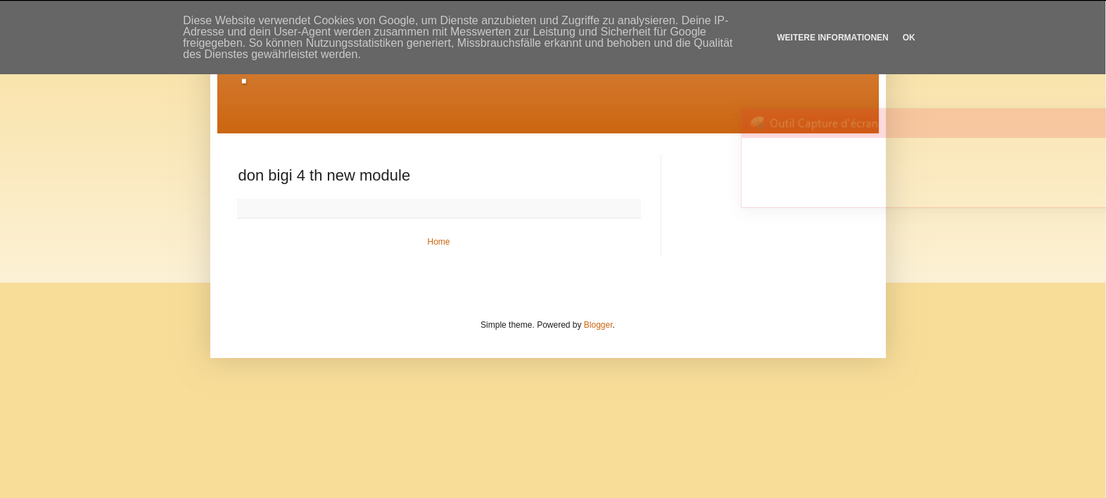 Diese Website verwendet Cookies von Google, um Dienste anzubieten und Zugriffe zu analysieren. Deine IP-
Adresse und dein User-Agent werden zusammen mit Messwerten zur Leistung und Sicherheit für Google
freigegeben. So können Nutzungsstatistiken generiert, Missbrauchsfälle erkannt und behoben und die Qualität
des Dienstes gewährleistet werden.
WEITERE INFORMATIONEN OK
.
Outil Capture d'écran
don bigi 4 th new module
Home
Simple theme. Powered by Blogger.